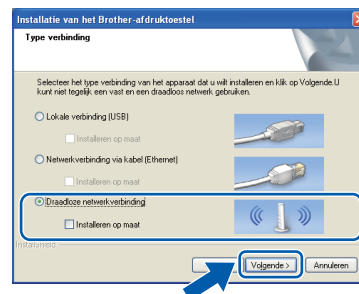 Installatie van het Brother-afdruktoestel
Type verbinding
Selecteer het type verbinding van het apparaat dat u wilt installeren en klik op Volgende.U
kunt niet tegelijk een vast en een draadloos netwerk gebruiken.
Lokale verbinding (USB)
Installeren op maat
Netwerkverbinding via kabel (Ethernet)
Installeren op maat
Draadloze netwerkverbinding
Installeren op maat
InstallShield
Volgende > Annuleren